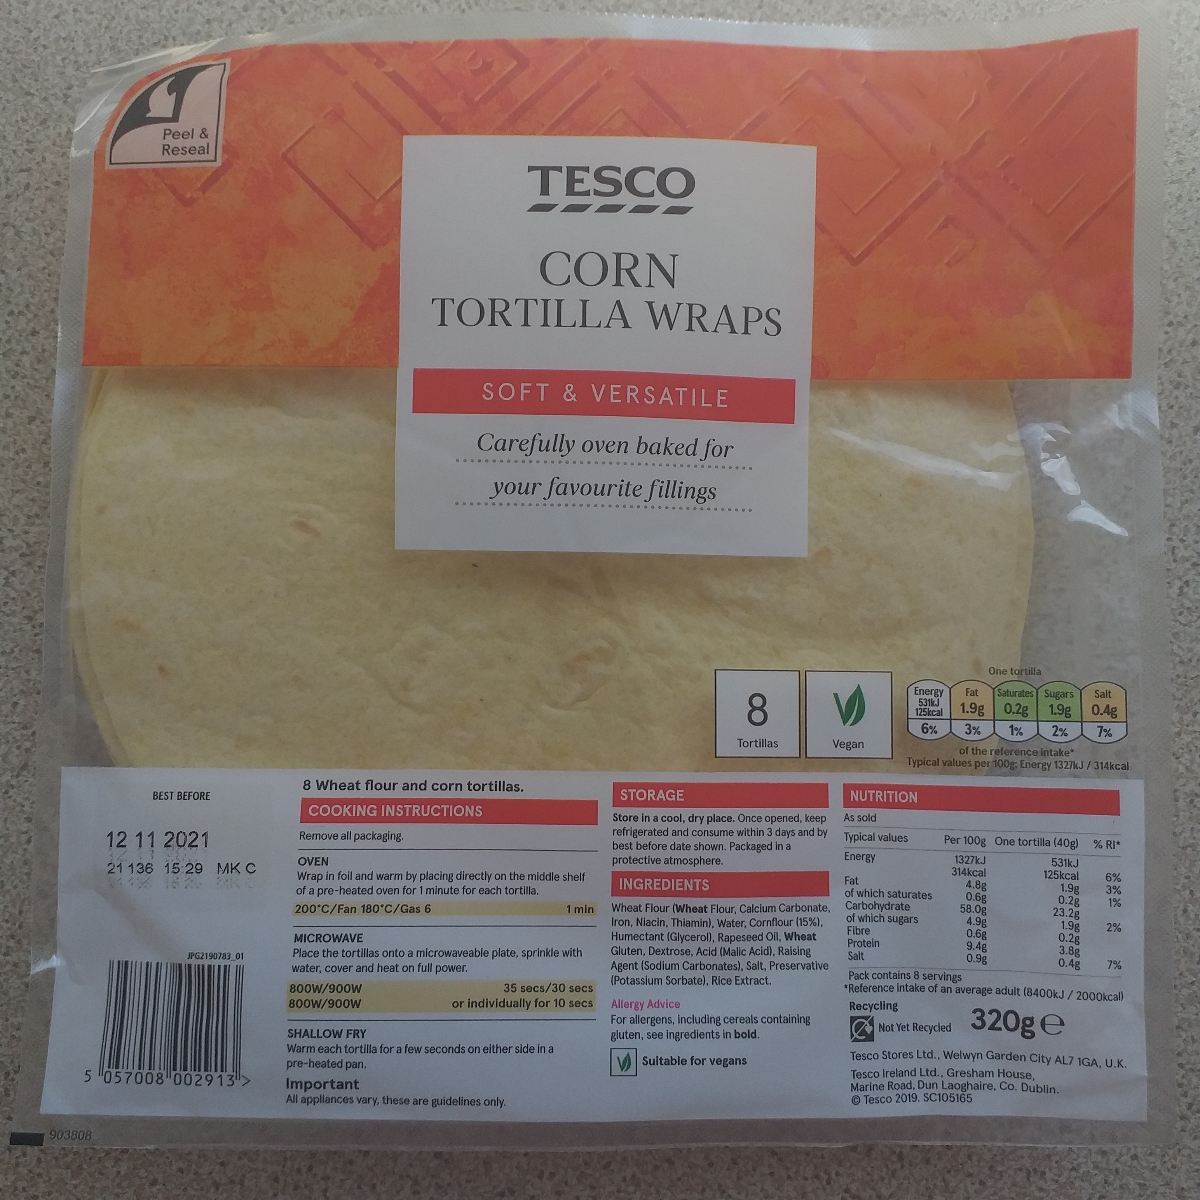 Peel &
Reseal
TESCO
CORN
TORTILLA WRAPS
SOFT & VERSATILE
Carefully oven baked for
your favourite fillings
8
Tortillas
Vegan
One tortilla
Energy 531kJ 125kcal 6%
Fat 1.9g 3%
Saturates 0.2g 1%
Sugars 1.9g 2%
Salt 0.4g 7%
of the reference intake*
Typical values per 100g: Energy 1327kJ / 314kcal
BEST BEFORE
12 11 2021
21 136 15 29 MK C
JPG2190783_01
5 057008 002913 >
903808
8 Wheat flour and corn tortillas.
COOKING INSTRUCTIONS
Remove all packaging.
OVEN
Wrap in foil and warm by placing directly on the middle shelf
of a pre-heated oven for 1 minute for each tortilla.
200°C/Fan 180°C/Gas 6 1 min
MICROWAVE
Place the tortillas onto a microwaveable plate, sprinkle with
water, cover and heat on full power.
800W/900W 35 secs/30 secs
800W/900W or individually for 10 secs
SHALLOW FRY
Warm each tortilla for a few seconds on either side in a
pre-heated pan.
Important
All appliances vary, these are guidelines only.
STORAGE
Store in a cool, dry place. Once opened, keep
refrigerated and consume within 3 days and by
best before date shown. Packaged in a
protective atmosphere.
INGREDIENTS
Wheat Flour (Wheat Flour, Calcium Carbonate,
Iron, Niacin, Thiamin), Water, Cornflour (15%),
Humectant (Glycerol), Rapeseed Oil, Wheat
Gluten, Dextrose, Acid (Malic Acid), Raising
Agent (Sodium Carbonates), Salt, Preservative
(Potassium Sorbate), Rice Extract.
Allergy Advice
For allergens, including cereals containing
gluten, see ingredients in bold.
Suitable for vegans
NUTRITION
As sold
Typical values Per 100g One tortilla (40g) % RI*
Energy 1327kJ 531kJ
314kcal 125kcal 6%
Fat 4.8g 1.9g 3%
of which saturates 0.6g 0.2g 1%
Carbohydrate 58.0g 23.2g
of which sugars 4.9g 1.9g 2%
Fibre 0.6g 0.2g
Protein 9.4g 3.8g
Salt 0.9g 0.4g 7%
Pack contains 8 servings
*Reference intake of an average adult (8400kJ / 2000kcal)
Recycling
Not Yet Recycled
320g e
Tesco Stores Ltd., Welwyn Garden City AL7 1GA, U.K.
Tesco Ireland Ltd., Gresham House,
Marine Road, Dun Laoghaire, Co. Dublin.
© Tesco 2019. SC105165